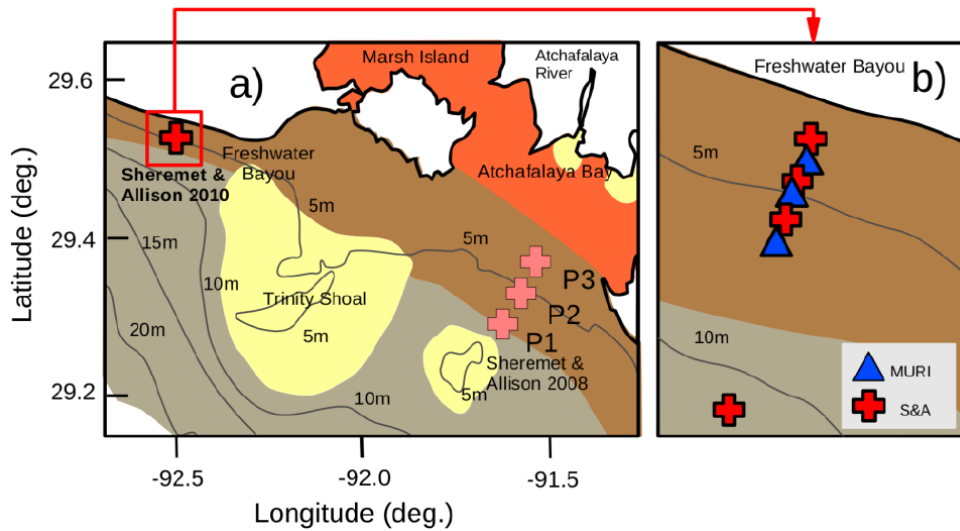 a)
Marsh Island
Atchafalaya
River
Freshwater
Bayou
Atchafalaya Bay
Sheremet &
Allison 2010
5m
15m
5m
10m
Trinity Shoal
P3
20m
5m
P2
P1
Sheremet &
Allison 2008
10m
5m
29.6
29.4
29.2
Latitude (deg.)
-92.5
-92.0
-91.5
Longitude (deg.)
b)
Freshwater Bayou
5m
10m
MURI
S&A